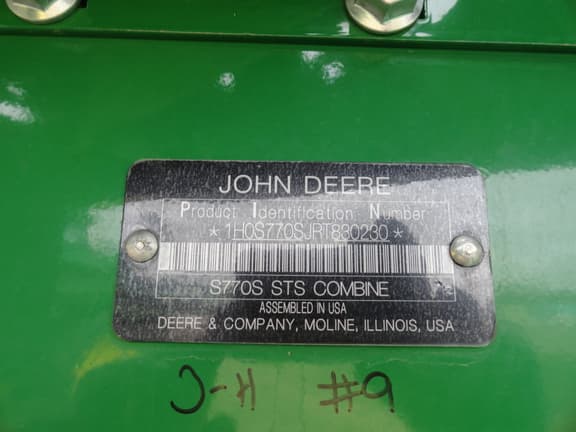 JOHN DEERE
Product Identification Number
*1H0S770SJRT830230*
S770S STS COMBINE
ASSEMBLED IN USA
DEERE & COMPANY, MOLINE, ILLINOIS, USA
J-H #9